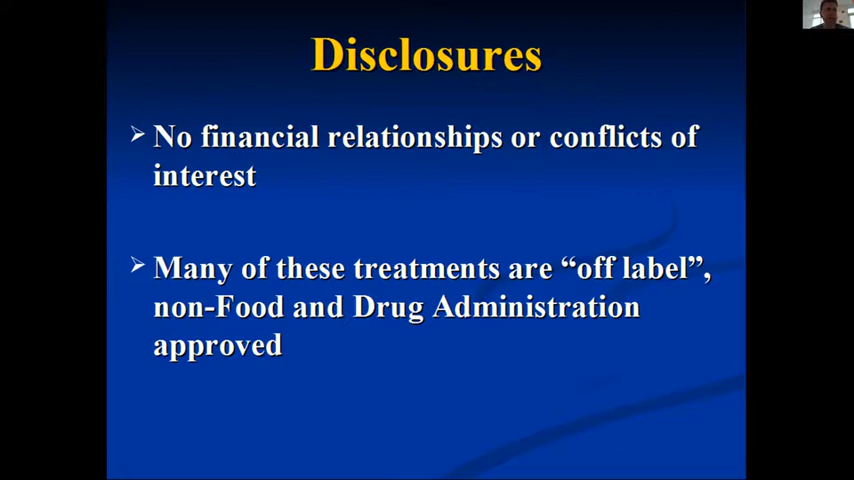 Disclosures
No financial relationships or conflicts of
interest
Many of these treatments are “off label”,
non-Food and Drug Administration
approved